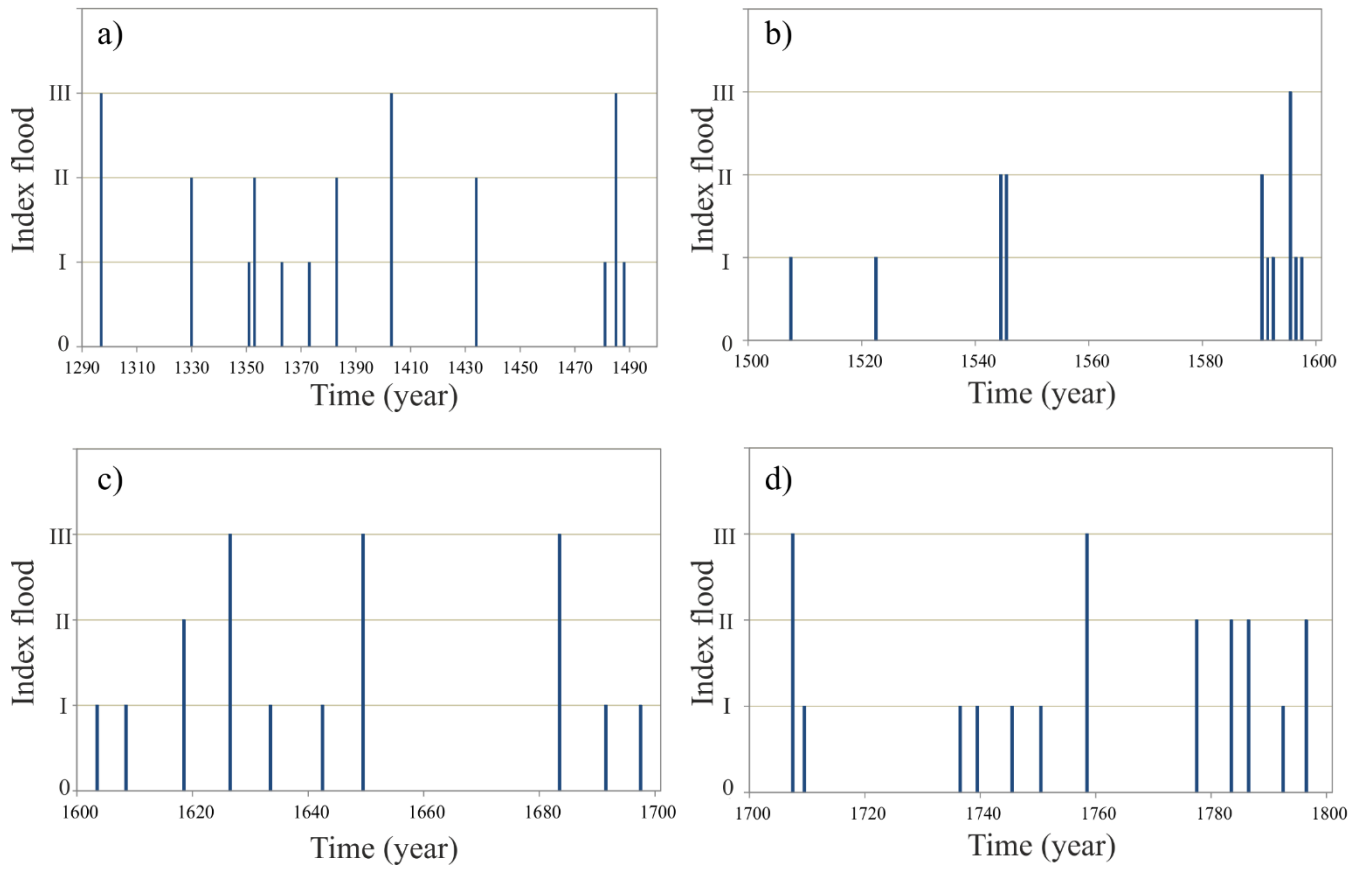 a)
III
II
I
0
Index flood
1290 1310 1330 1350 1370 1390 1410 1430 1450 1470 1490
Time (year)
b)
III
II
I
0
Index flood
1500 1520 1540 1560 1580 1600
Time (year)
c)
III
II
I
0
Index flood
1600 1620 1640 1660 1680 1700
Time (year)
d)
III
II
I
0
Index flood
1700 1720 1740 1760 1780 1800
Time (year)